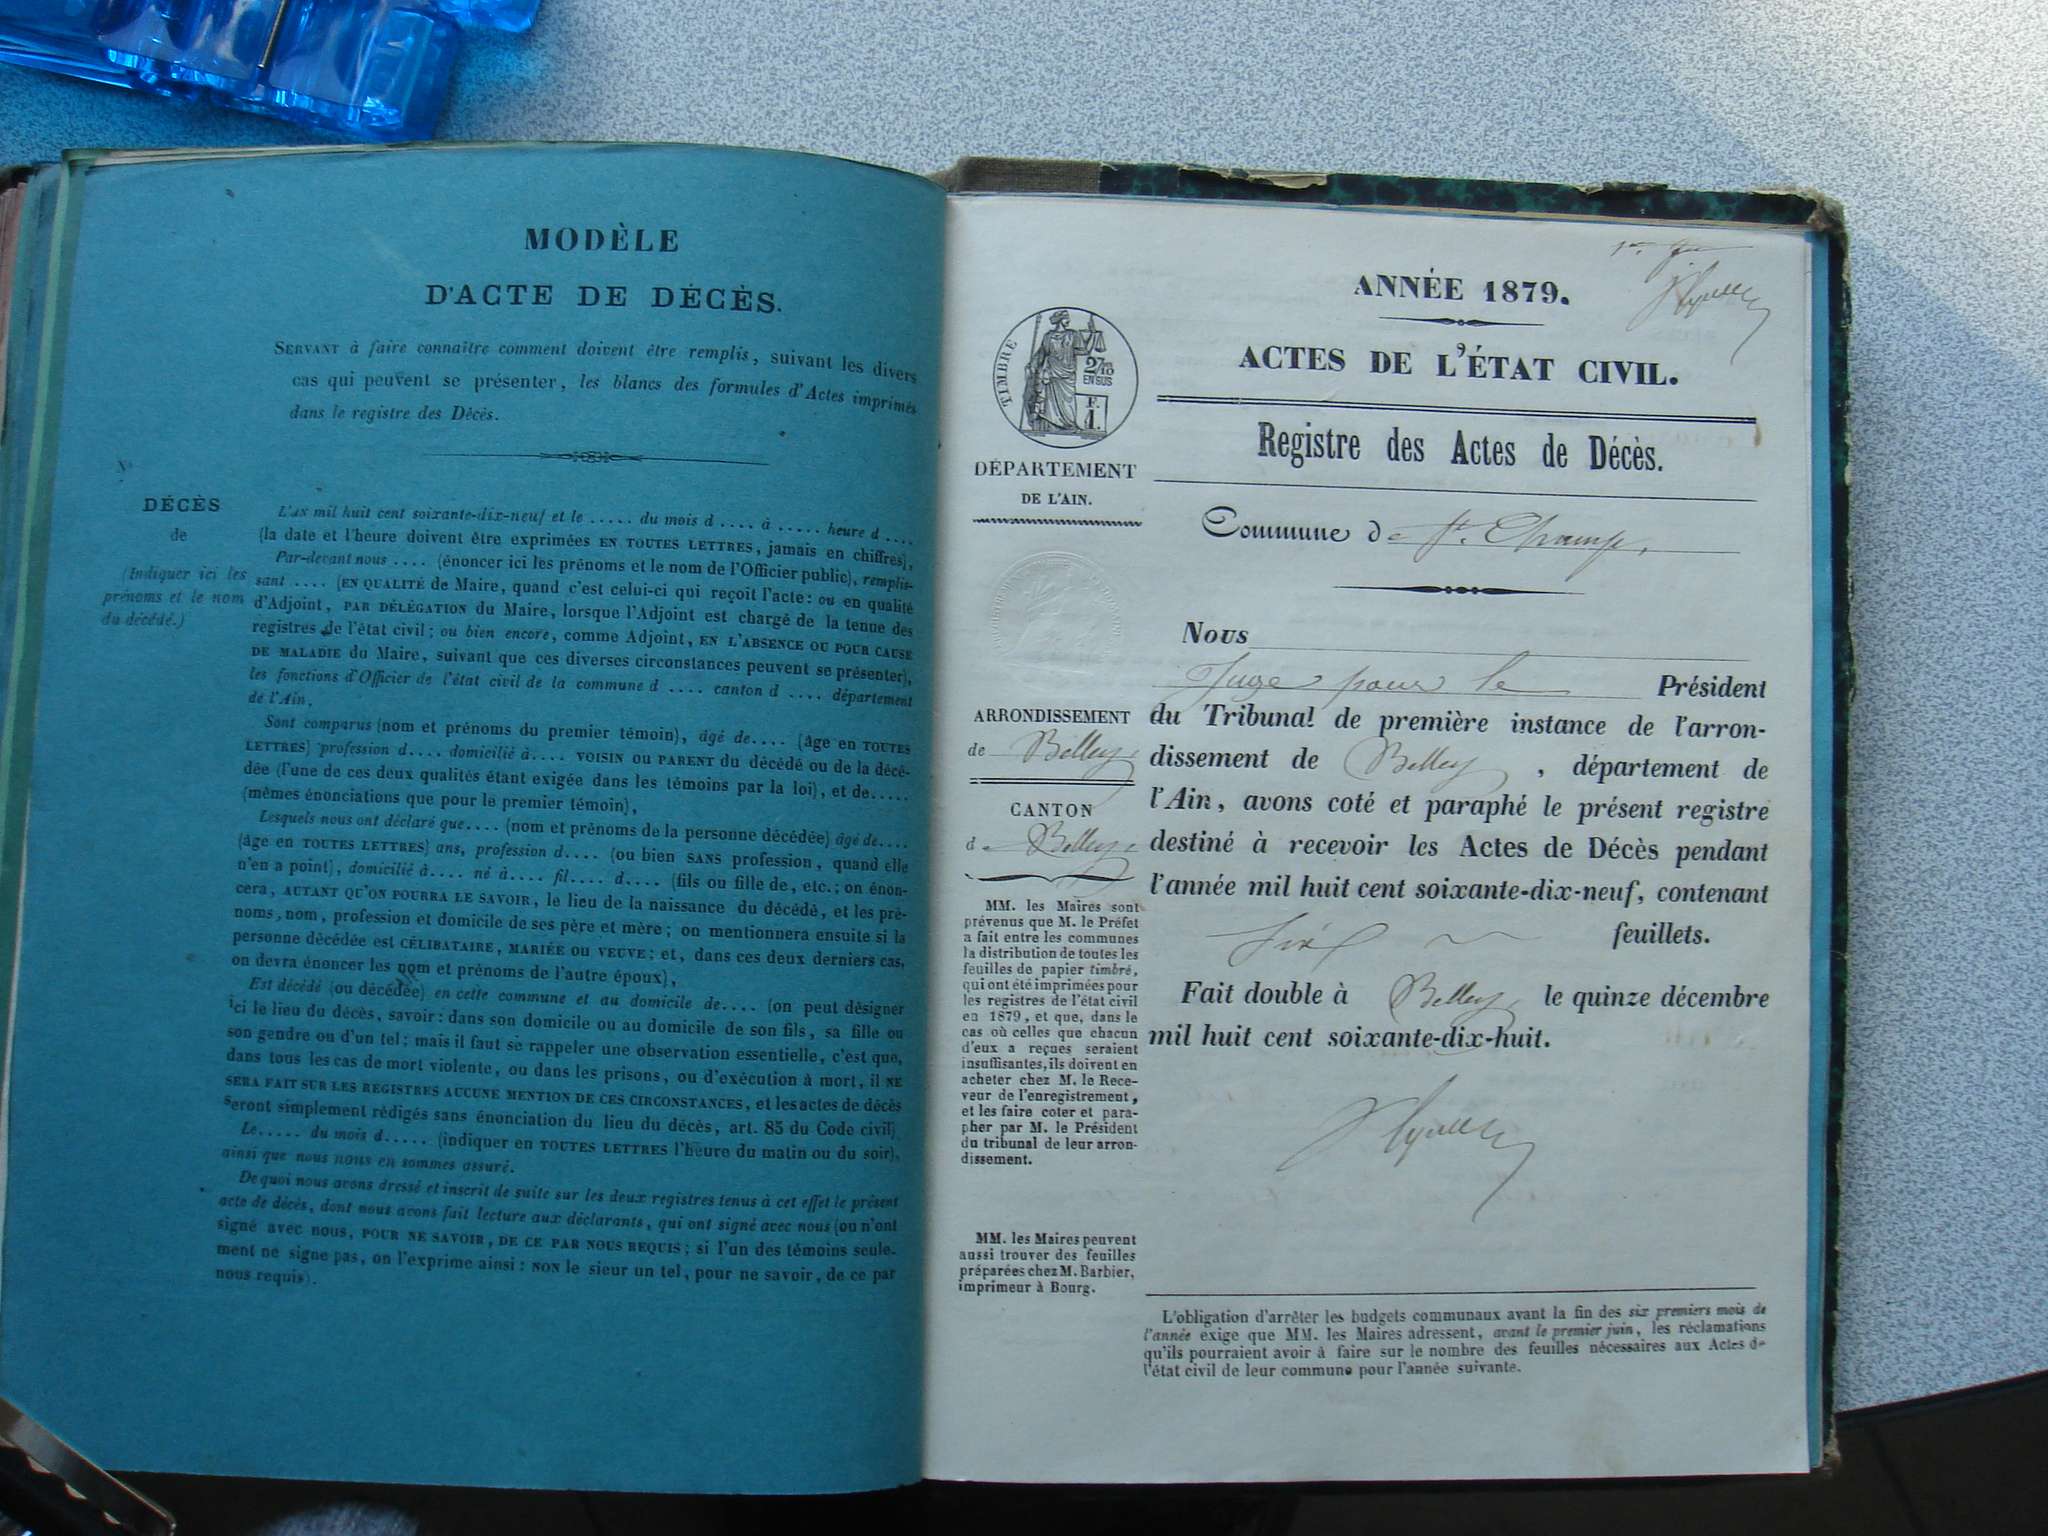 MODÈLE
D'ACTE DE DÉCÈS.
SERVANT à faire connaître comment doivent être remplis, suivant les divers
cas qui peuvent se présenter, les blancs des formules d'Actes imprimés
dans le registre des Décès.
N°
DÉCÈS
de
(Indiquer ici les
prénoms et le nom
du décédé.)
L'AN mil huit cent soixante-dix-neuf et le ..... du mois d .... à ..... heure d ....
(la date et l'heure doivent être exprimées EN TOUTES LETTRES, jamais en chiffres),
Par-devant nous .... (énoncer ici les prénoms et le nom de l'Officier public), remplis-
sant .... (EN QUALITÉ de Maire, quand c'est celui-ci qui reçoit l'acte: ou en qualité
d'Adjoint, PAR DÉLÉGATION du Maire, lorsque l'Adjoint est chargé de la tenue des
registres de l'état civil; ou bien encore, comme Adjoint, EN L'ABSENCE OU POUR CAUSE
DE MALADIE du Maire, suivant que ces diverses circonstances peuvent se présenter),
les fonctions d'Officier de l'état civil de la commune d .... canton d .... département
de l'Ain,
Sont comparus (nom et prénoms du premier témoin), âgé de.... (âge en TOUTES
LETTRES) profession d.... domicilié à.... VOISIN OU PARENT du décédé ou de la décé-
dée (l'une de ces deux qualités étant exigée dans les témoins par la loi), et de.....
(mêmes énonciations que pour le premier témoin),
Lesquels nous ont déclaré que.... (nom et prénoms de la personne décédée) âgé de....
(âge en TOUTES LETTRES) ans, profession d.... (ou bien SANS profession, quand elle
n'en a point), domicilié à.... né à.... fil.... d.... (fils ou fille de, etc.; on énon-
cera, AUTANT QU'ON POURRA LE SAVOIR, le lieu de la naissance du décédé, et les pré-
noms, nom, profession et domicile de ses père et mère; on mentionnera ensuite si la
personne décédée est CÉLIBATAIRE, MARIÉE OU VEUVE; et, dans ces deux derniers cas,
on devra énoncer les nom et prénoms de l'autre époux),
Est décédé (ou décédée) en cette commune et au domicile de.... (on peut désigner
ici le lieu du décès, savoir: dans son domicile ou au domicile de son fils, sa fille ou
son gendre ou d'un tel; mais il faut se rappeler une observation essentielle, c'est que,
dans tous les cas de mort violente, ou dans les prisons, ou d'exécution à mort, il NE
SERA FAIT SUR LES REGISTRES AUCUNE MENTION DE CES CIRCONSTANCES, et les actes de décès
seront simplement rédigés sans énonciation du lieu du décès, art. 85 du Code civil).
Le..... du mois d..... (indiquer en TOUTES LETTRES l'heure du matin ou du soir),
ainsi que nous nous en sommes assuré.
De quoi nous avons dressé et inscrit de suite sur les deux registres tenus à cet effet le présent
acte de décès, dont nous avons fait lecture aux déclarants, qui ont signé avec nous (ou n'ont
signé avec nous, POUR NE SAVOIR, DE CE PAR NOUS REQUIS; si l'un des témoins seule-
ment ne signe pas, on l'exprime ainsi: NON le sieur un tel, pour ne savoir, de ce par
nous requis).
ANNÉE 1879.
ACTES DE L'ÉTAT CIVIL.
TIMBRE
2/10
EN SUS
F.
1.
Registre des Actes de Décès.
DÉPARTEMENT
DE L'AIN.
Commune de St. Champ,
Nous
Juge pour le Président
du Tribunal de première instance de l'arron-
dissement de Belley, département de
l'Ain, avons coté et paraphé le présent registre
destiné à recevoir les Actes de Décès pendant
l'année mil huit cent soixante-dix-neuf, contenant
six feuillets.
Fait double à Belley, le quinze décembre
mil huit cent soixante-dix-huit.
ARRONDISSEMENT
de Belley,
CANTON
de Belley,
MM. les Maires sont
prévenus que M. le Préfet
a fait entre les communes
la distribution de toutes les
feuilles de papier timbré,
qui ont été imprimées pour
les registres de l'état civil
en 1879, et que, dans le
cas où celles que chacun
d'eux a reçues seraient
insuffisantes, ils doivent en
acheter chez M. le Rece-
veur de l'enregistrement,
et les faire coter et para-
pher par M. le Président
du tribunal de leur arron-
dissement.
MM. les Maires peuvent
aussi trouver des feuilles
préparées chez M. Barbier,
imprimeur à Bourg.
L'obligation d'arrêter les budgets communaux avant la fin des six premiers mois de
l'année exige que MM. les Maires adressent, avant le premier juin, les réclamations
qu'ils pourraient avoir à faire sur le nombre des feuilles nécessaires aux Actes de
l'état civil de leur commune pour l'année suivante.